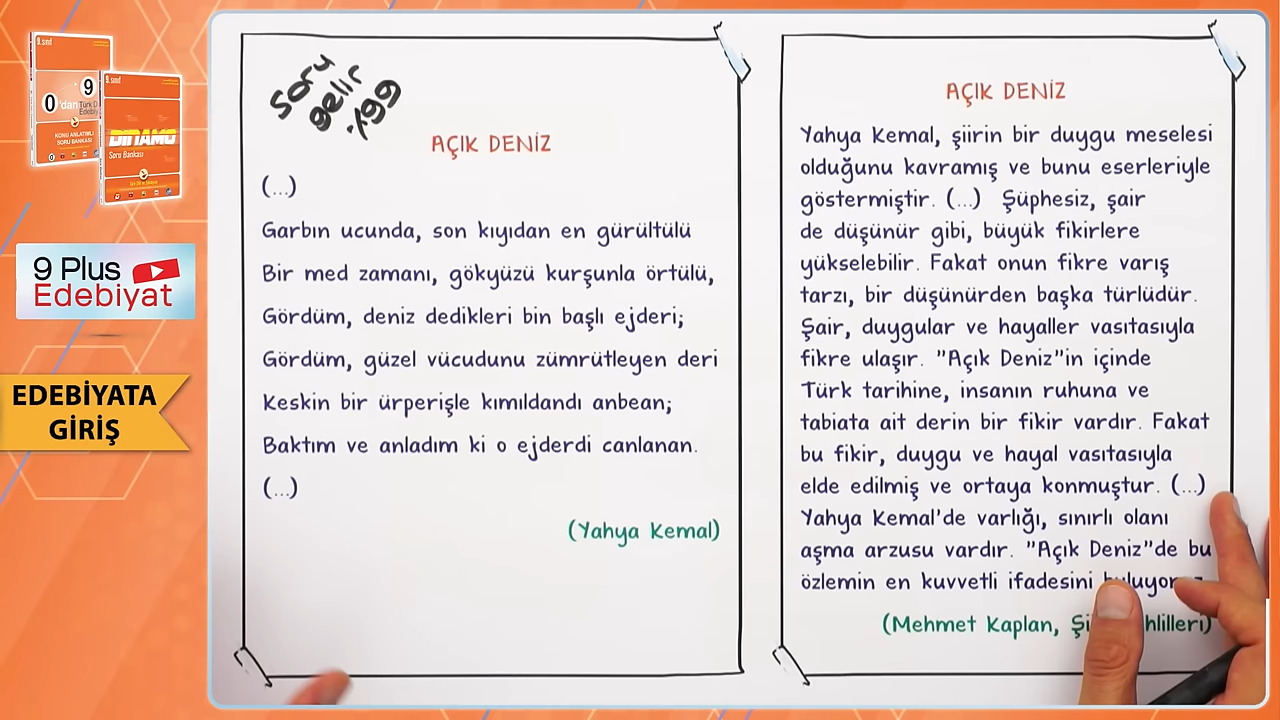 9. sınıf
0'dan 9
KONU ANLATIMLI
SORU BANKASI
9. sınıf
DİNAMO
Soru Bankası
9 Plus
Edebiyat
EDEBİYATA
GİRİŞ
soru
gelir
%99
AÇIK DENİZ
(...)
Garbın ucunda, son kıyıdan en gürültülü
Bir med zamanı, gökyüzü kurşunla örtülü,
Gördüm, deniz dedikleri bin başlı ejderi;
Gördüm, güzel vücudunu zümrütleyen deri
Keskin bir ürperişle kımıldandı anbean;
Baktım ve anladım ki o ejderdi canlanan.
(...)
(Yahya Kemal)
AÇIK DENİZ
Yahya Kemal, şiirin bir duygu meselesi
olduğunu kavramış ve bunu eserleriyle
göstermiştir. (...) Şüphesiz, şair
de düşünür gibi, büyük fikirlere
yükselebilir. Fakat onun fikre varış
tarzı, bir düşünürden başka türlüdür.
Şair, duygular ve hayaller vasıtasıyla
fikre ulaşır. "Açık Deniz"in içinde
Türk tarihine, insanın ruhuna ve
tabiata ait derin bir fikir vardır. Fakat
bu fikir, duygu ve hayal vasıtasıyla
elde edilmiş ve ortaya konmuştur. (...)
Yahya Kemal'de varlığı, sınırlı olanı
aşma arzusu vardır. "Açık Deniz"de bu
özlemin en kuvvetli ifadesini
(Mehmet Kaplan,